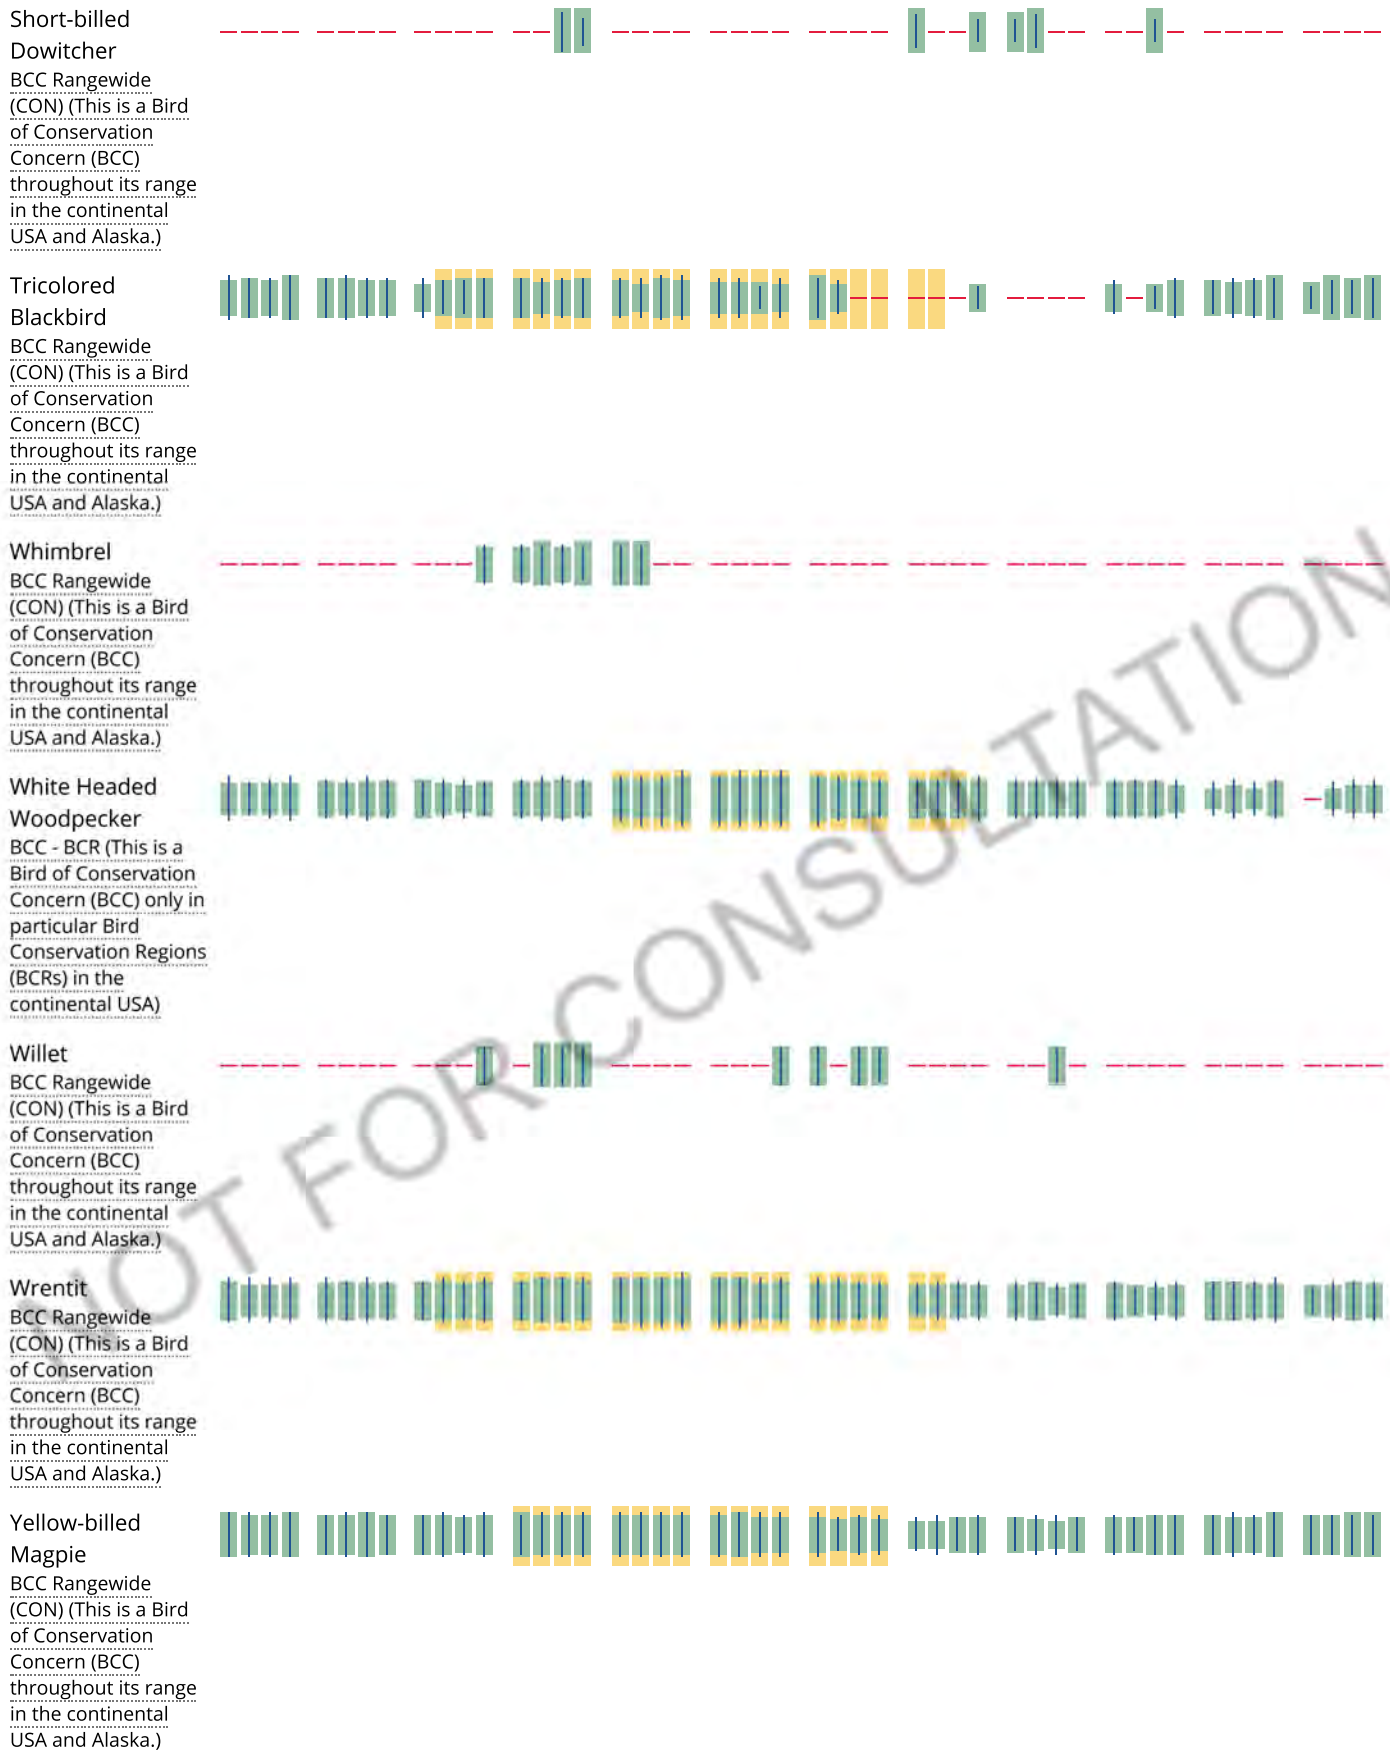 Short-billed
Dowitcher
BCC Rangewide
(CON) (This is a Bird
of Conservation
Concern (BCC)
throughout its range
in the continental
USA and Alaska.)
Tricolored
Blackbird
BCC Rangewide
(CON) (This is a Bird
of Conservation
Concern (BCC)
throughout its range
in the continental
USA and Alaska.)
Whimbrel
BCC Rangewide
(CON) (This is a Bird
of Conservation
Concern (BCC)
throughout its range
in the continental
USA and Alaska.)
White Headed
Woodpecker
BCC - BCR (This is a
Bird of Conservation
Concern (BCC) only in
particular Bird
Conservation Regions
(BCRs) in the
continental USA)
Willet
BCC Rangewide
(CON) (This is a Bird
of Conservation
Concern (BCC)
throughout its range
in the continental
USA and Alaska.)
Wrentit
BCC Rangewide
(CON) (This is a Bird
of Conservation
Concern (BCC)
throughout its range
in the continental
USA and Alaska.)
Yellow-billed
Magpie
BCC Rangewide
(CON) (This is a Bird
of Conservation
Concern (BCC)
throughout its range
in the continental
USA and Alaska.)
NOT FOR CONSULTATION